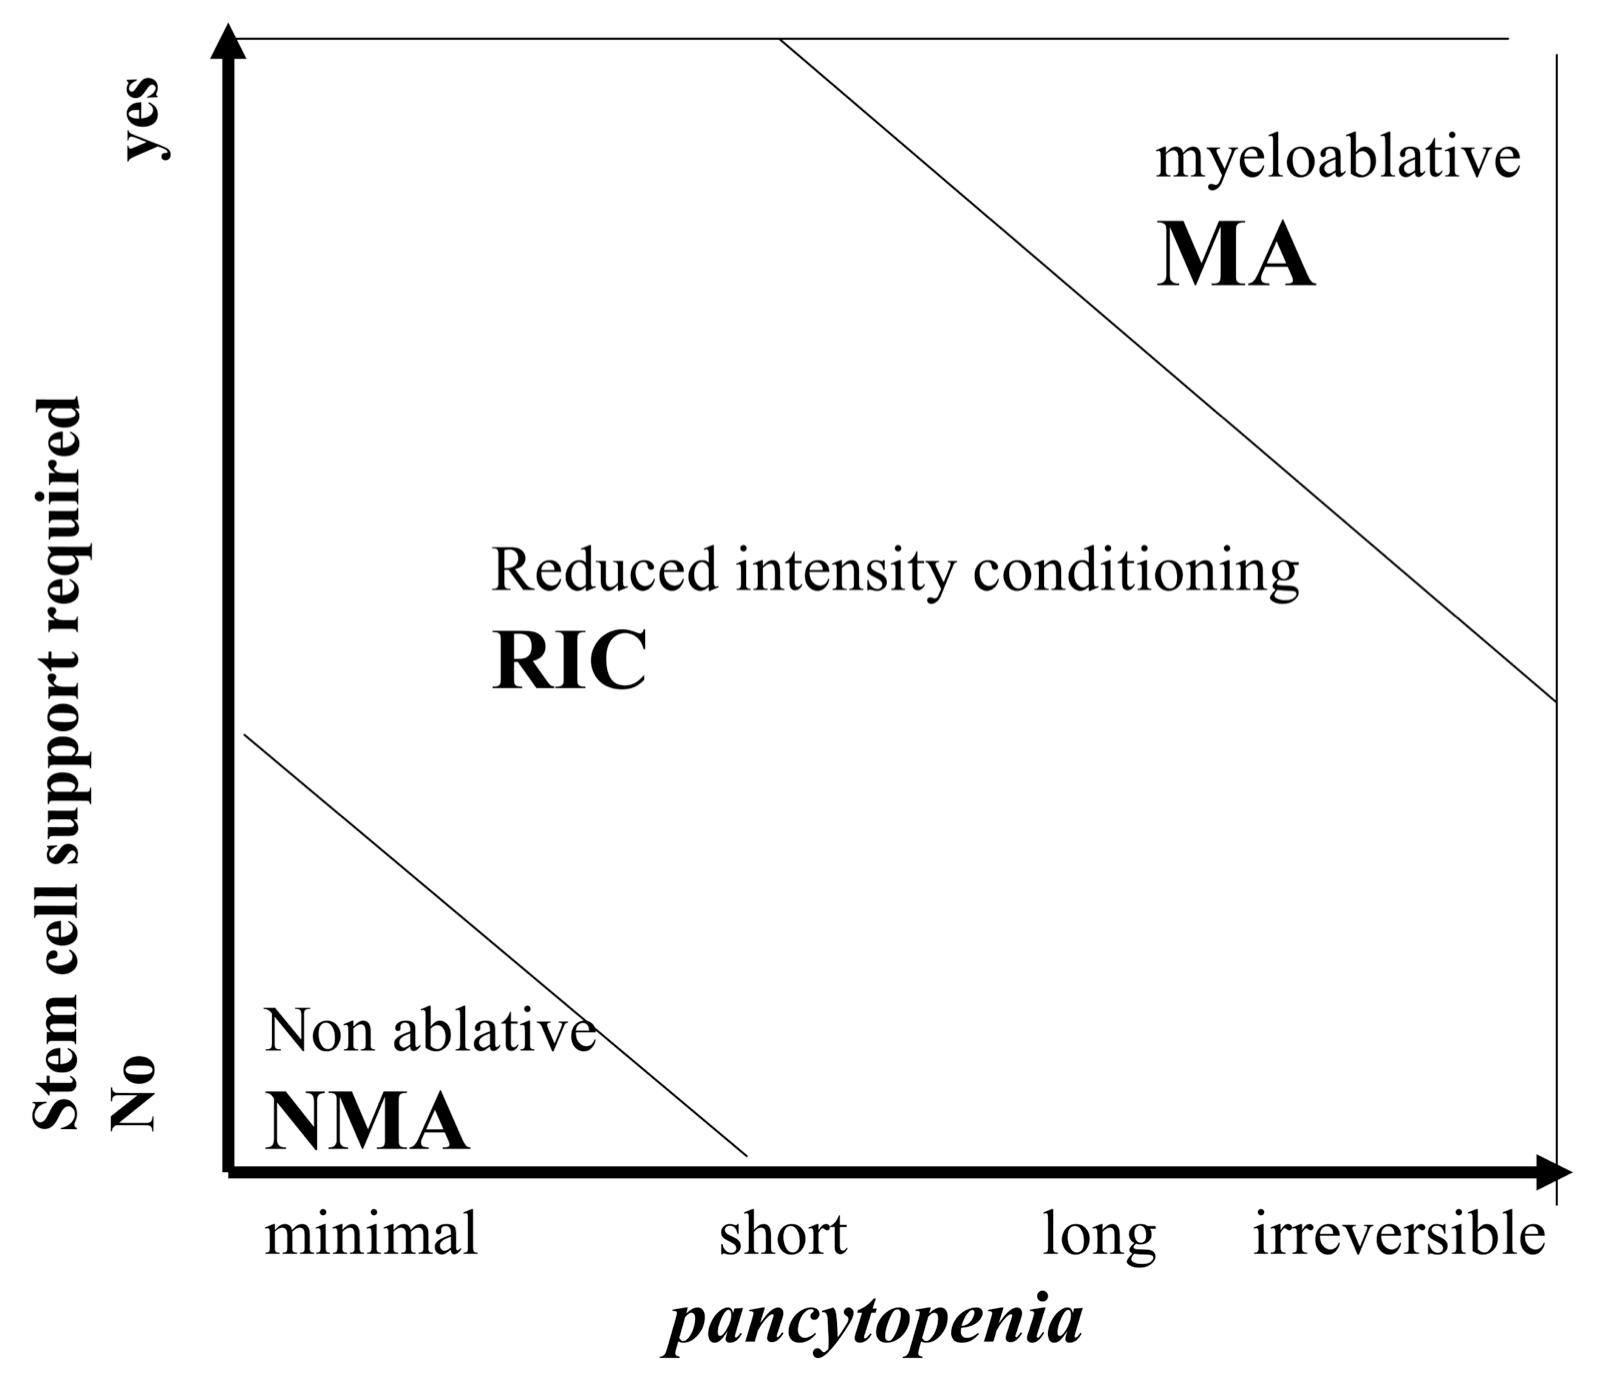 yes
myeloablative
MA
Stem cell support required
Reduced intensity conditioning
RIC
No
Non ablative
NMA
minimal short long irreversible
pancytopenia